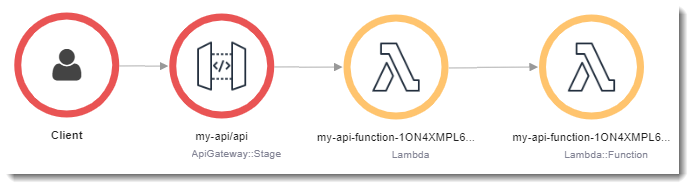 Client
my-api/api
ApiGateway::Stage
my-api-function-1ON4XMPL6...
Lambda
my-api-function-1ON4XMPL6...
Lambda::Function